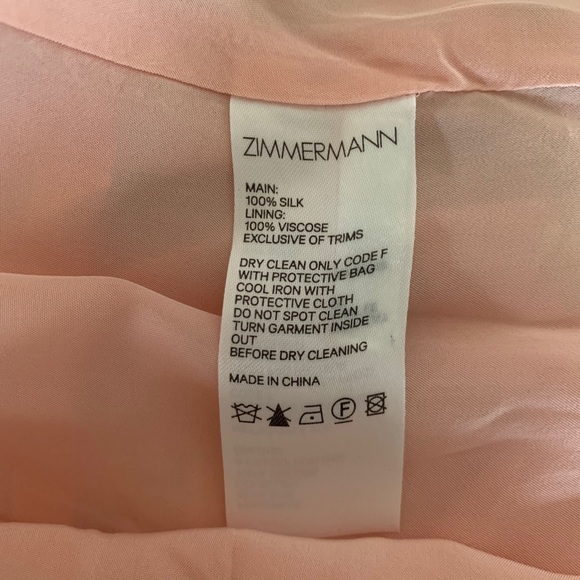 ZIMMERMANN
MAIN:
100% SILK
LINING:
100% VISCOSE
EXCLUSIVE OF TRIMS
DRY CLEAN ONLY CODE F
WITH PROTECTIVE BAG
COOL IRON WITH
PROTECTIVE CLOTH
DO NOT SPOT CLEAN
TURN GARMENT INSIDE
OUT
BEFORE DRY CLEANING
MADE IN CHINA
F